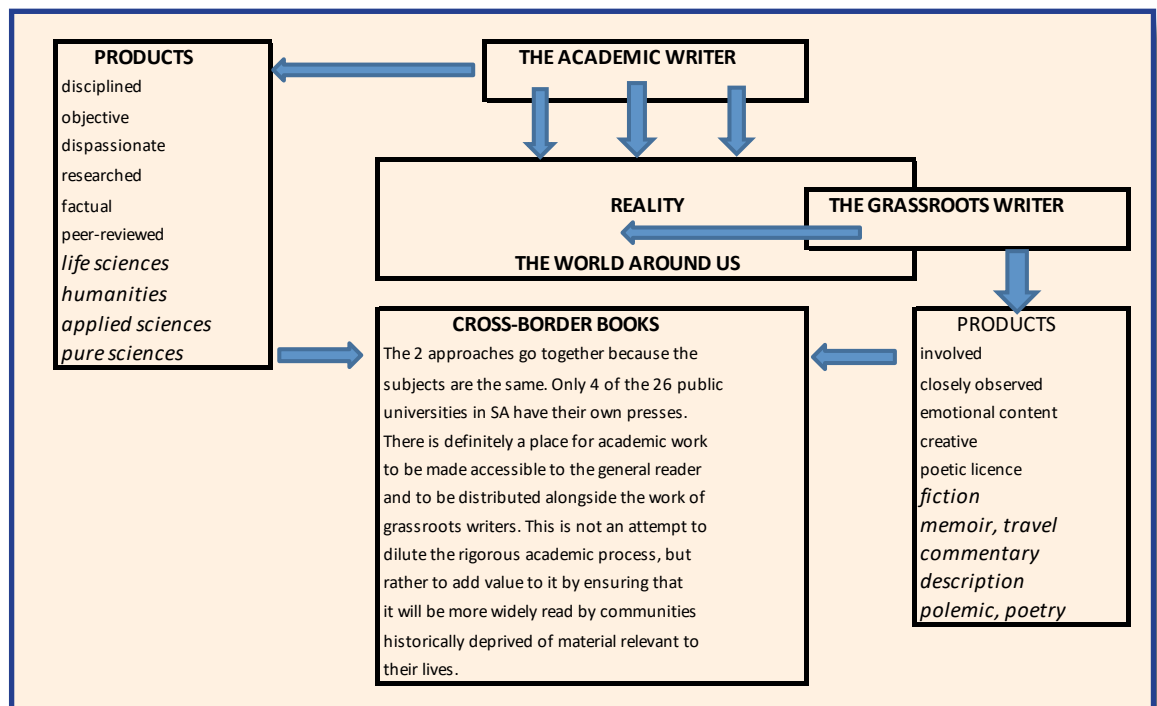 PRODUCTS
disciplined
objective
dispassionate
researched
factual
peer-reviewed
life sciences
humanities
applied sciences
pure sciences
THE ACADEMIC WRITER
REALITY
THE WORLD AROUND US
THE GRASSROOTS WRITER
CROSS-BORDER BOOKS
The 2 approaches go together because the
subjects are the same. Only 4 of the 26 public
universities in SA have their own presses.
There is definitely a place for academic work
to be made accessible to the general reader
and to be distributed alongside the work of
grassroots writers. This is not an attempt to
dilute the rigorous academic process, but
rather to add value to it by ensuring that
it will be more widely read by communities
historically deprived of material relevant to
their lives.
PRODUCTS
involved
closely observed
emotional content
creative
poetic licence
fiction
memoir, travel
commentary
description
polemic, poetry